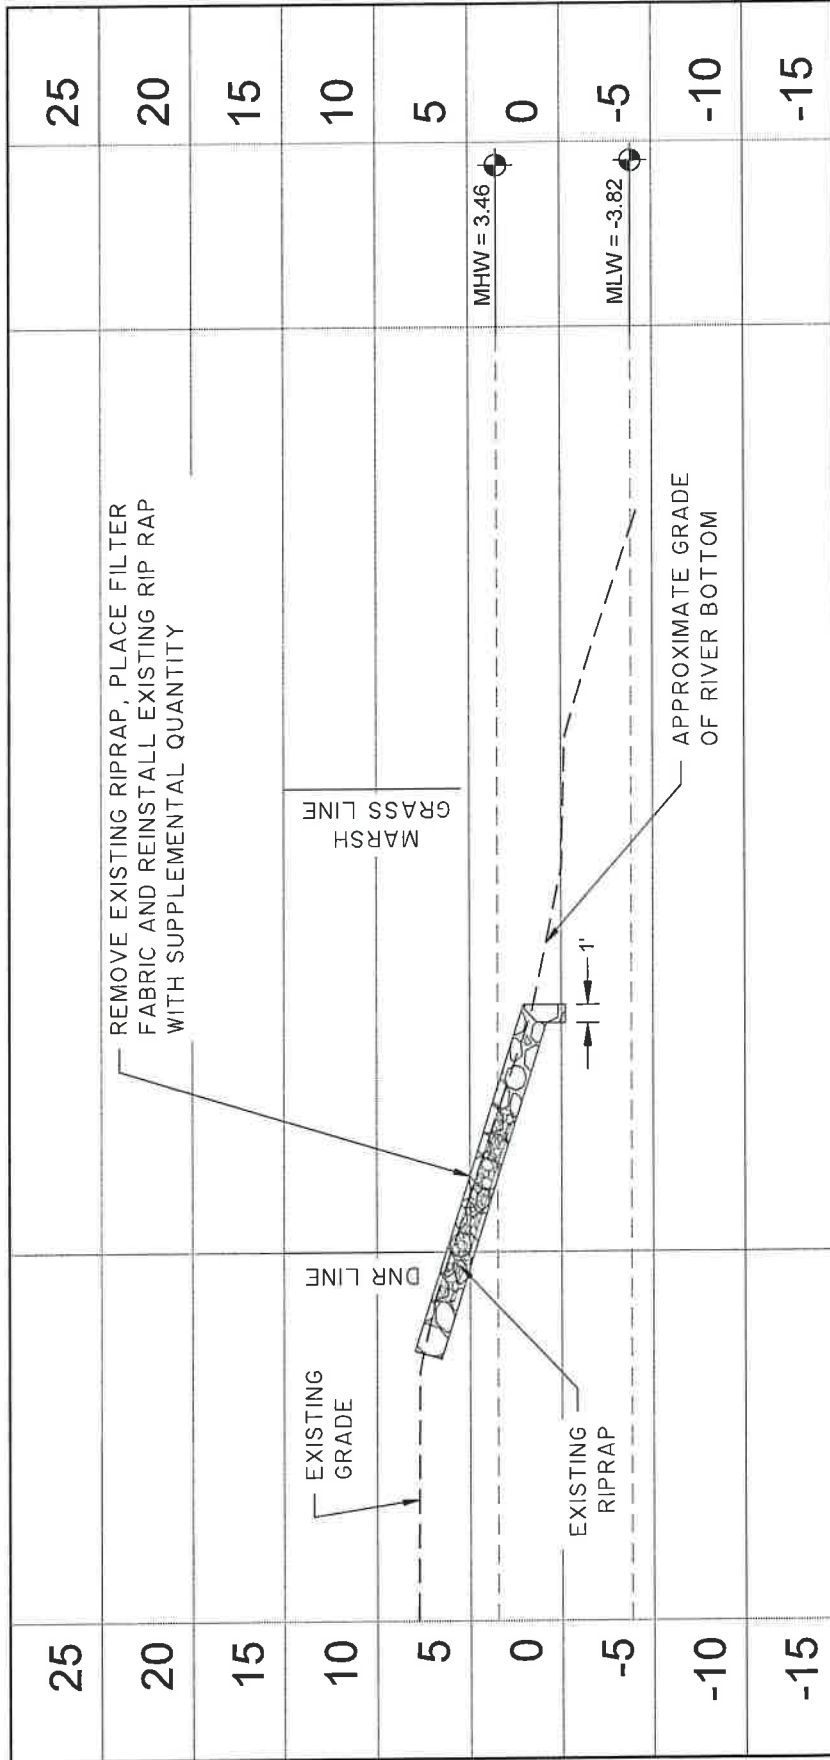 25
20
15
10
5
0
-5
-10
-15
REMOVE EXISTING RIPRAP, PLACE FILTER
FABRIC AND REINSTALL EXISTING RIP RAP
WITH SUPPLEMENTAL QUANTITY
EXISTING
GRADE
DNR LINE
MARSH
GRASS LINE
MHW = 3.46
MLW = -3.82
1'
EXISTING
RIPRAP
APPROXIMATE GRADE
OF RIVER BOTTOM
25
20
15
10
5
0
-5
-10
-15